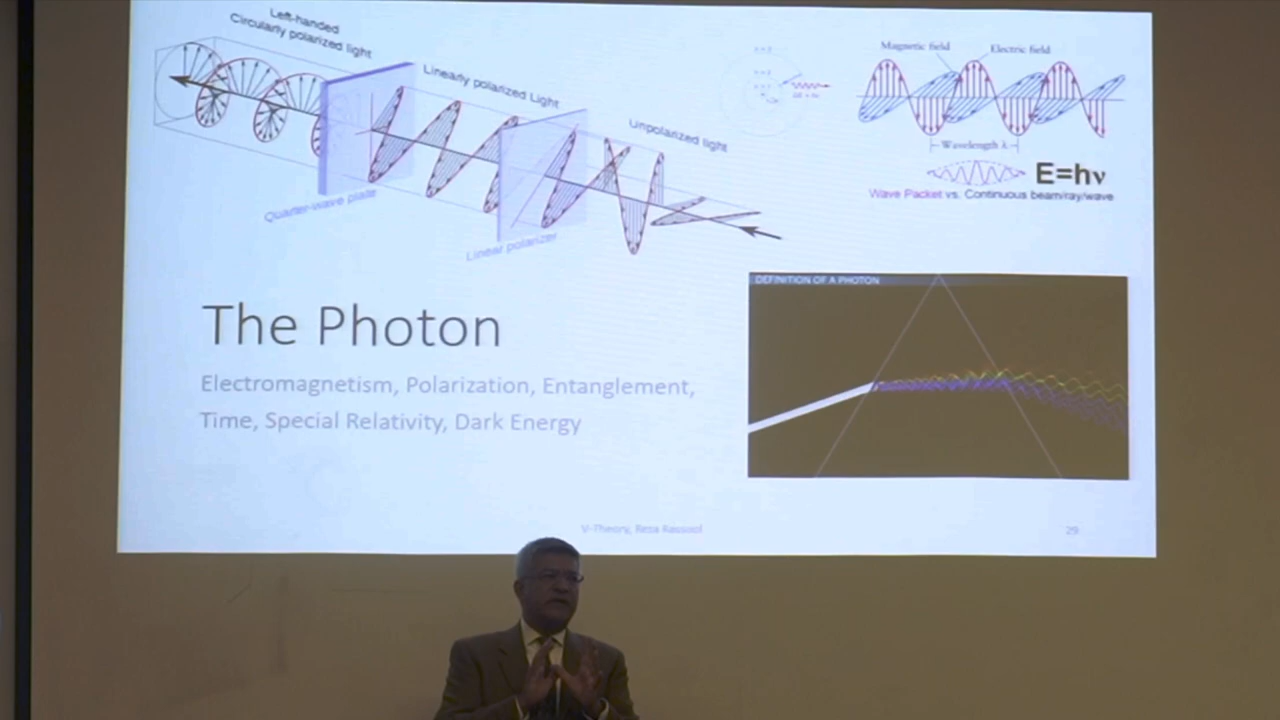 Left-handed
Circularly polarized light
Linearly polarized Light
Unpolarized light
Quarter-wave plate
Linear polarizer
Magnetic field
Electric field
Wavelength λ
E=hν
Wave Packet vs. Continuous beam/ray/wave
DEFINITION OF A PHOTON
The Photon
Electromagnetism, Polarization, Entanglement,
Time, Special Relativity, Dark Energy
V-Theory, Reza Rassool
29